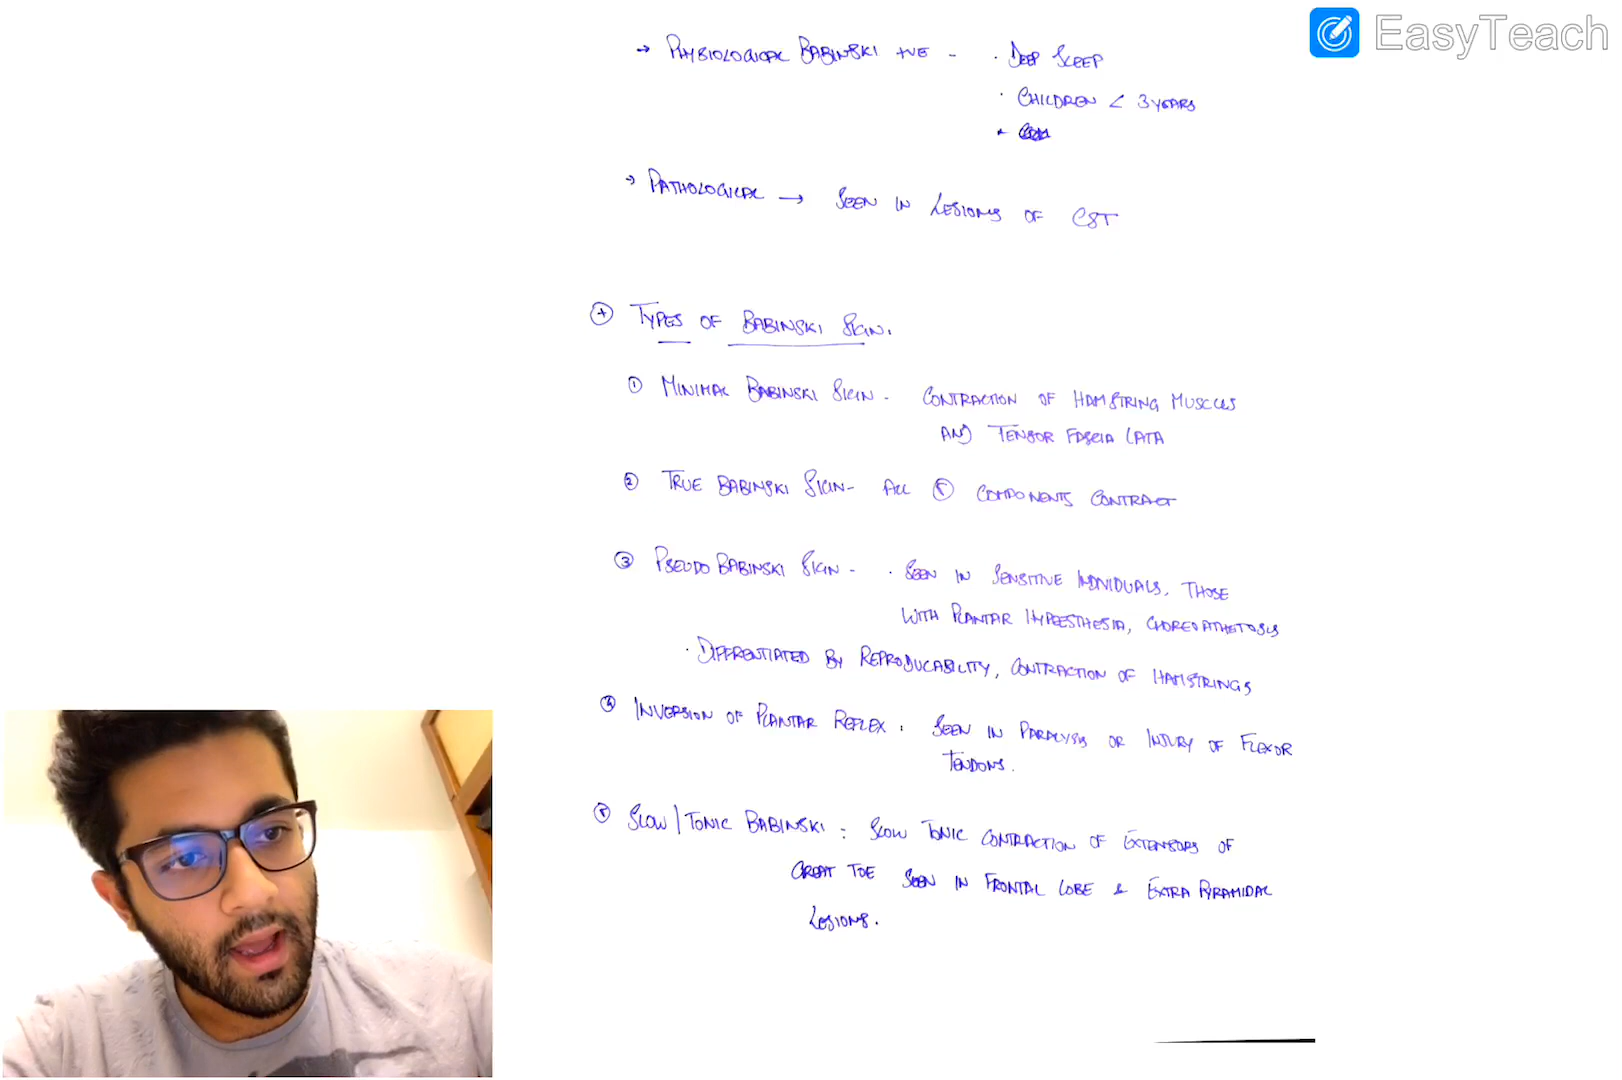 EasyTeach
→ PHYSIOLOGICAL BABINSKI +VE - · DEEP SLEEP
· CHILDREN < 3 YEARS
→ PATHOLOGICAL → SEEN IN LESIONS OF CST
+ TYPES OF BABINSKI SIGN.
① MINIMAL BABINSKI SIGN - CONTRACTION OF HAMSTRING MUSCLES
AND TENSOR FASCIA LATA
② TRUE BABINSKI SIGN - ALL 5 COMPONENTS CONTRACT
③ PSEUDO BABINSKI SIGN - · SEEN IN SENSITIVE INDIVIDUALS, THOSE
WITH PLANTAR HYPEESTHESIA, CHOREOATHETOSIS
· DIFFRENTIATED BY REPRODUCABILITY, CONTRACTION OF HAMSTRINGS
④ INVERSION OF PLANTAR REFLEX : SEEN IN PARALYSIS OR INJURY OF FLEXOR
TENDONS.
⑤ SLOW/TONIC BABINSKI : SLOW TONIC CONTRACTION OF EXTENSORS OF
GREAT TOE SEEN IN FRONTAL LOBE & EXTRA PYRAMIDAL
LESIONS.